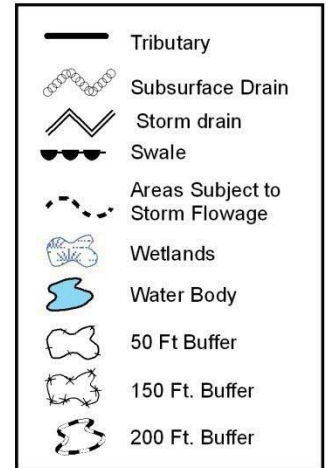 Tributary
Subsurface Drain
Storm drain
Swale
Areas Subject to
Storm Flowage
Wetlands
Water Body
50 Ft Buffer
150 Ft. Buffer
200 Ft. Buffer